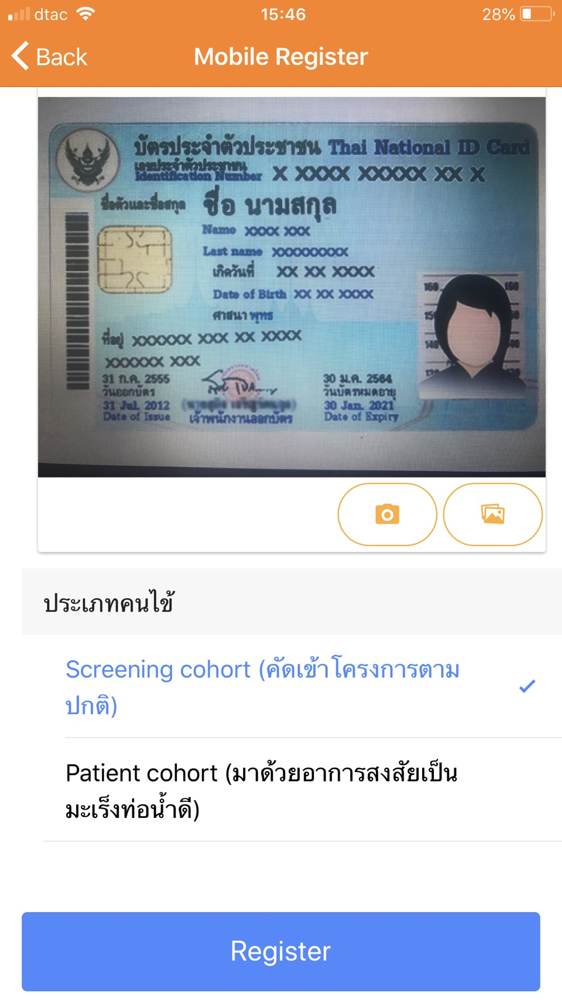 dtac 15:46 28%
Back Mobile Register
บัตรประจำตัวประชาชน Thai National ID Card
เลขประจำตัวประชาชน
Identification Number X XXXX XXXXX XX X
ชื่อตัวและชื่อสกุล ชื่อ นามสกุล
Name XXXX XXX
Last name XXXXXXXXXX
เกิดวันที่ XX XX XXXX
Date of Birth XX XX XXXX
ศาสนา พุทธ
160 160
ที่อยู่ XXXXXXX XXX XX XXXX
XXXXXX XXX
31 ก.ค. 2555 30 ม.ค. 2564
วันออกบัตร วันบัตรหมดอายุ
31 Jul. 2012 30 Jan. 2021
Date of Issue เจ้าพนักงานออกบัตร Date of Expiry
ประเภทคนไข้
Screening cohort (คัดเข้าโครงการตาม
ปกติ)
Patient cohort (มาด้วยอาการสงสัยเป็น
มะเร็งท่อน้ำดี)
Register